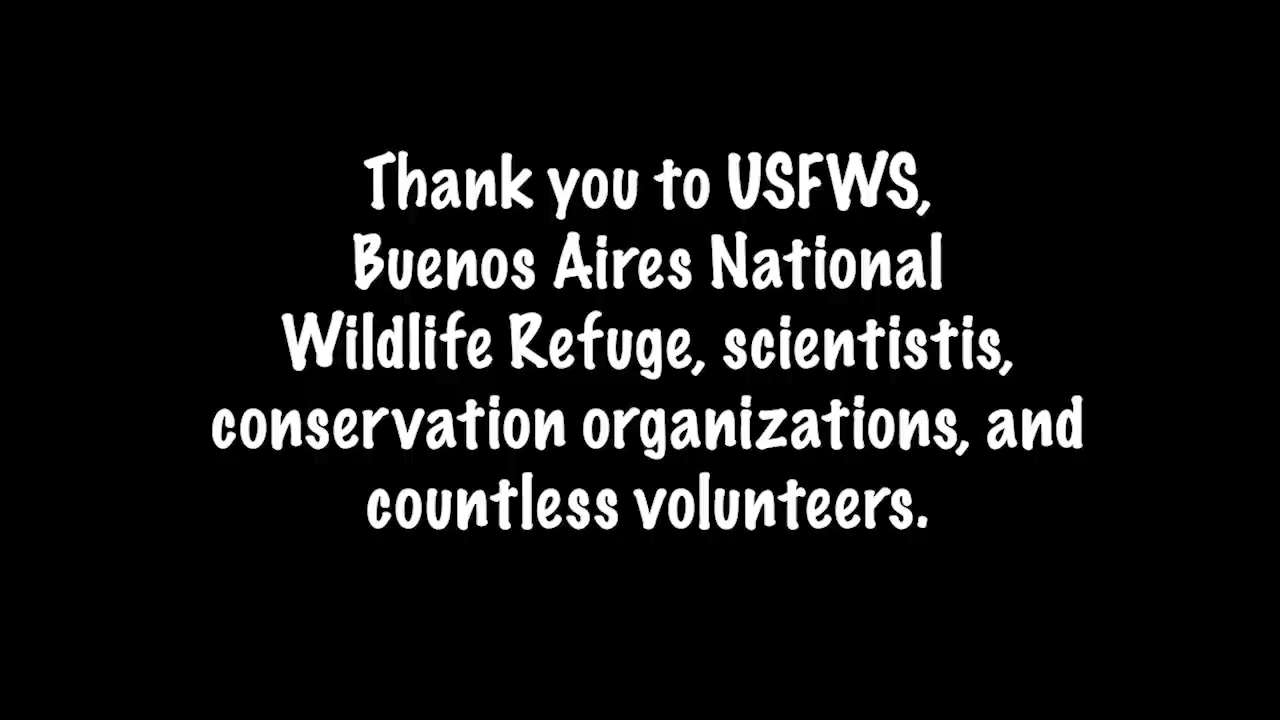 Thank you to USFWS,
Buenos Aires National
Wildlife Refuge, scientistis,
conservation organizations, and
countless volunteers.